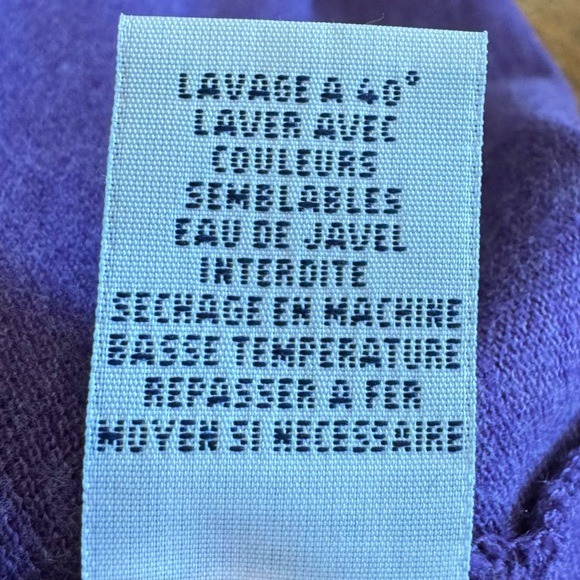 LAVAGE A 40°
LAVER AVEC
COULEURS
SEMBLABLES
EAU DE JAVEL
INTERDITE
SECHAGE EN MACHINE
BASSE TEMPERATURE
REPASSER A FER
MOYEN SI NECESSAIRE